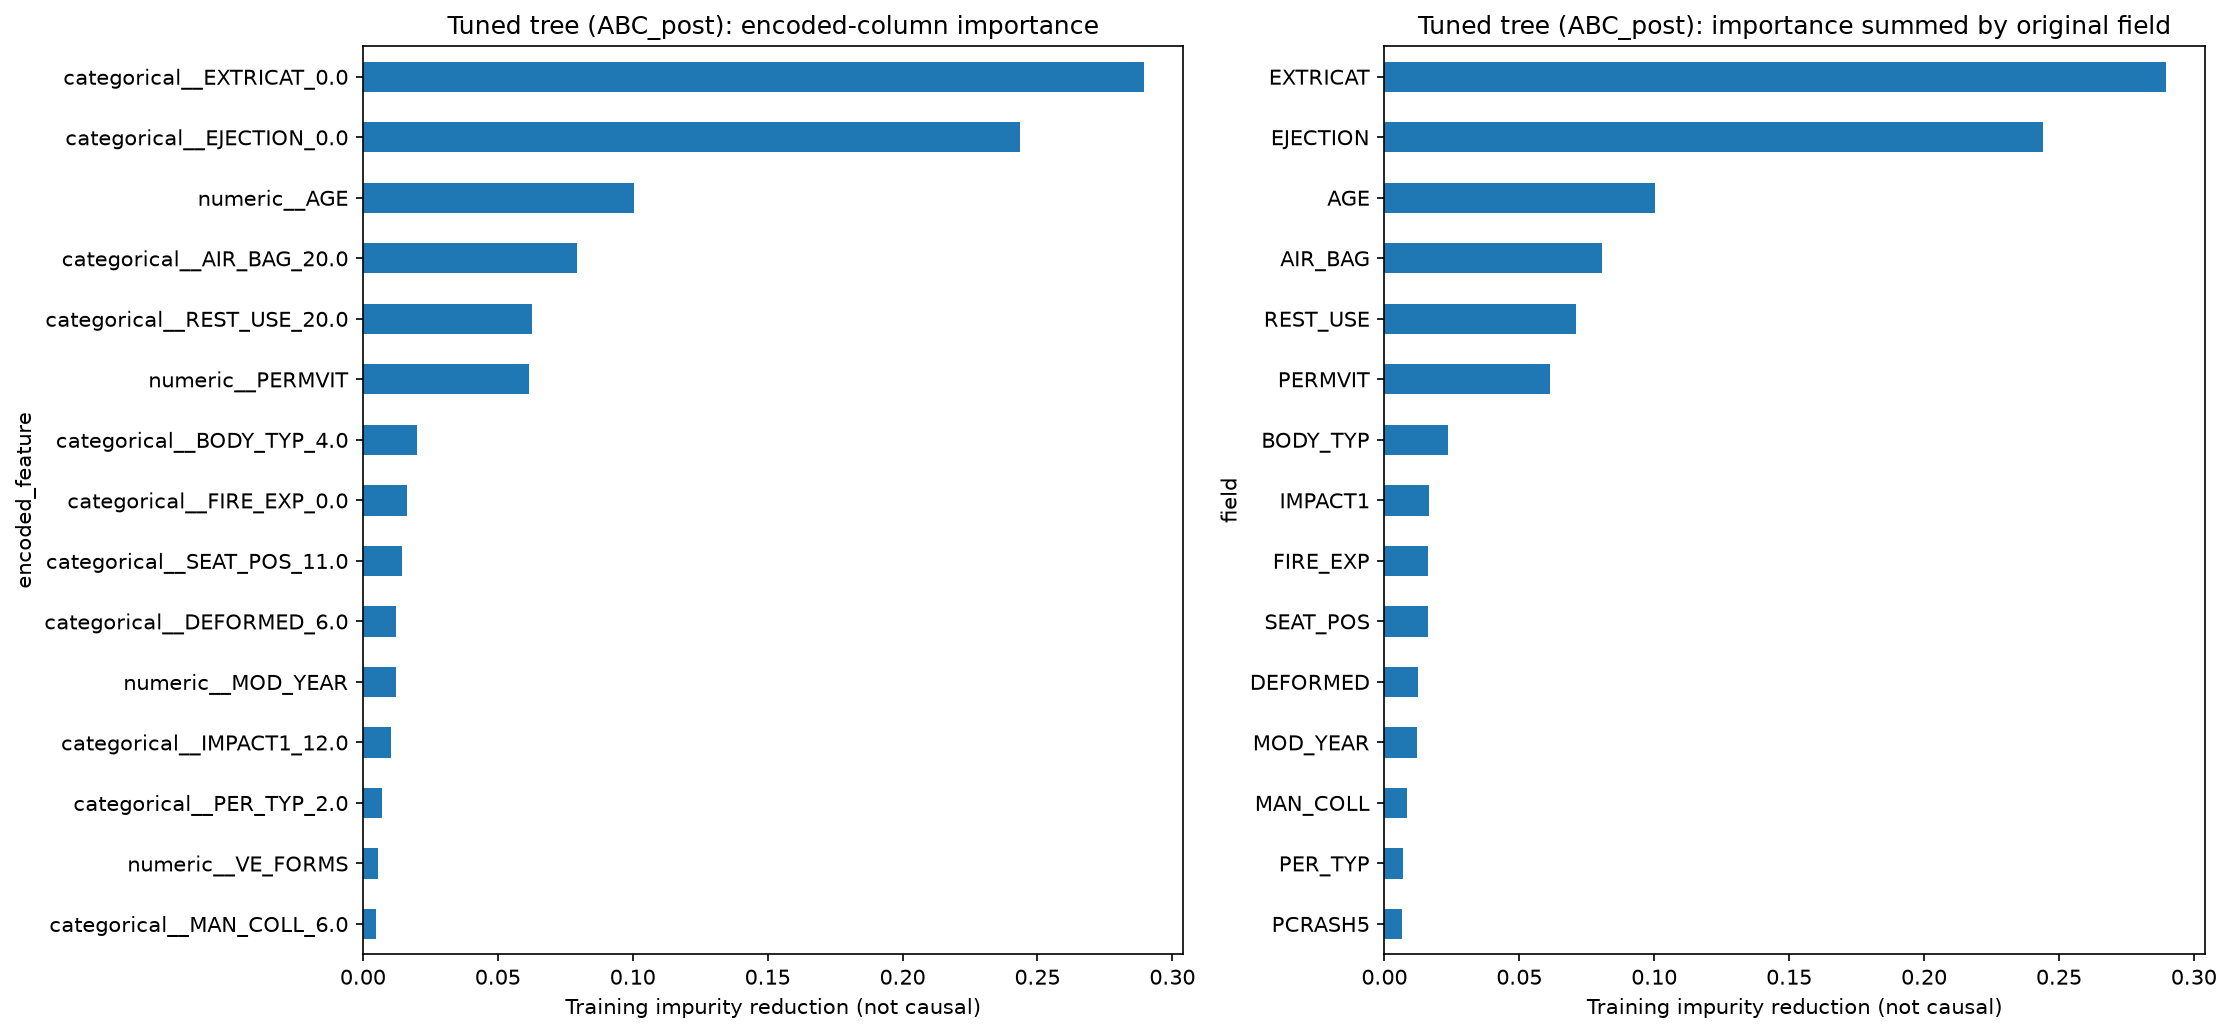 Tuned tree (ABC_post): encoded-column importance
encoded_feature
categorical__EXTRICAT_0.0
categorical__EJECTION_0.0
numeric__AGE
categorical__AIR_BAG_20.0
categorical__REST_USE_20.0
numeric__PERMVIT
categorical__BODY_TYP_4.0
categorical__FIRE_EXP_0.0
categorical__SEAT_POS_11.0
categorical__DEFORMED_6.0
numeric__MOD_YEAR
categorical__IMPACT1_12.0
categorical__PER_TYP_2.0
numeric__VE_FORMS
categorical__MAN_COLL_6.0
0.00 0.05 0.10 0.15 0.20 0.25 0.30
Training impurity reduction (not causal)
Tuned tree (ABC_post): importance summed by original field
field
EXTRICAT
EJECTION
AGE
AIR_BAG
REST_USE
PERMVIT
BODY_TYP
IMPACT1
FIRE_EXP
SEAT_POS
DEFORMED
MOD_YEAR
MAN_COLL
PER_TYP
PCRASH5
0.00 0.05 0.10 0.15 0.20 0.25 0.30
Training impurity reduction (not causal)